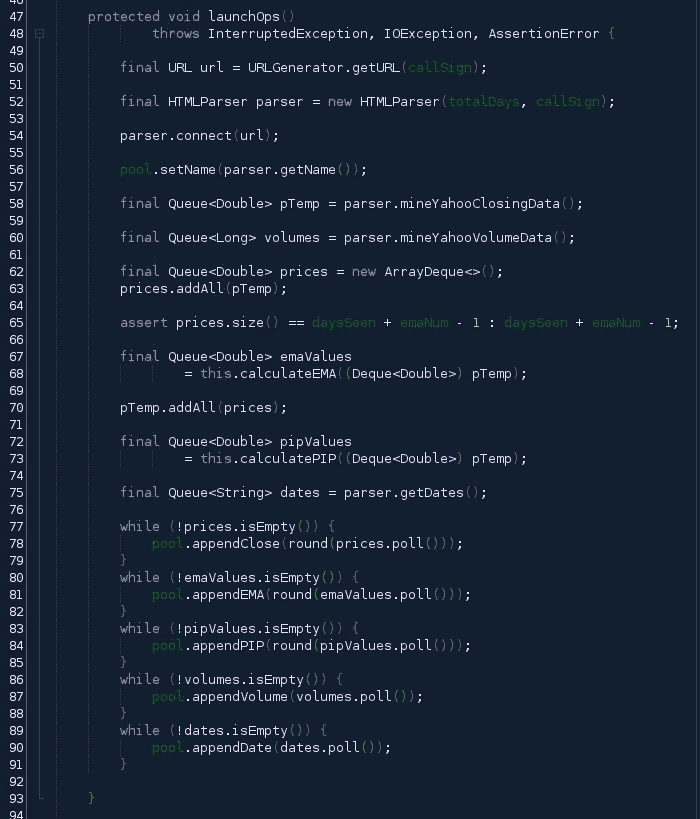 47 protected void launchOps()
48 throws InterruptedException, IOException, AssertionError {
49
50 final URL url = URLGenerator.getURL(callSign);
51
52 final HTMLParser parser = new HTMLParser(totalDays, callSign);
53
54 parser.connect(url);
55
56 pool.setName(parser.getName());
57
58 final Queue<Double> pTemp = parser.mineYahooClosingData();
59
60 final Queue<Long> volumes = parser.mineYahooVolumeData();
61
62 final Queue<Double> prices = new ArrayDeque<>();
63 prices.addAll(pTemp);
64
65 assert prices.size() == daysSeen + emaNum - 1 : daysSeen + emaNum - 1;
66
67 final Queue<Double> emaValues
68 = this.calculateEMA((Deque<Double>) pTemp);
69
70 pTemp.addAll(prices);
71
72 final Queue<Double> pipValues
73 = this.calculatePIP((Deque<Double>) pTemp);
74
75 final Queue<String> dates = parser.getDates();
76
77 while (!prices.isEmpty()) {
78 pool.appendClose(round(prices.poll()));
79 }
80 while (!emaValues.isEmpty()) {
81 pool.appendEMA(round(emaValues.poll()));
82 }
83 while (!pipValues.isEmpty()) {
84 pool.appendPIP(round(pipValues.poll()));
85 }
86 while (!volumes.isEmpty()) {
87 pool.appendVolume(volumes.poll());
88 }
89 while (!dates.isEmpty()) {
90 pool.appendDate(dates.poll());
91 }
92
93 }
94